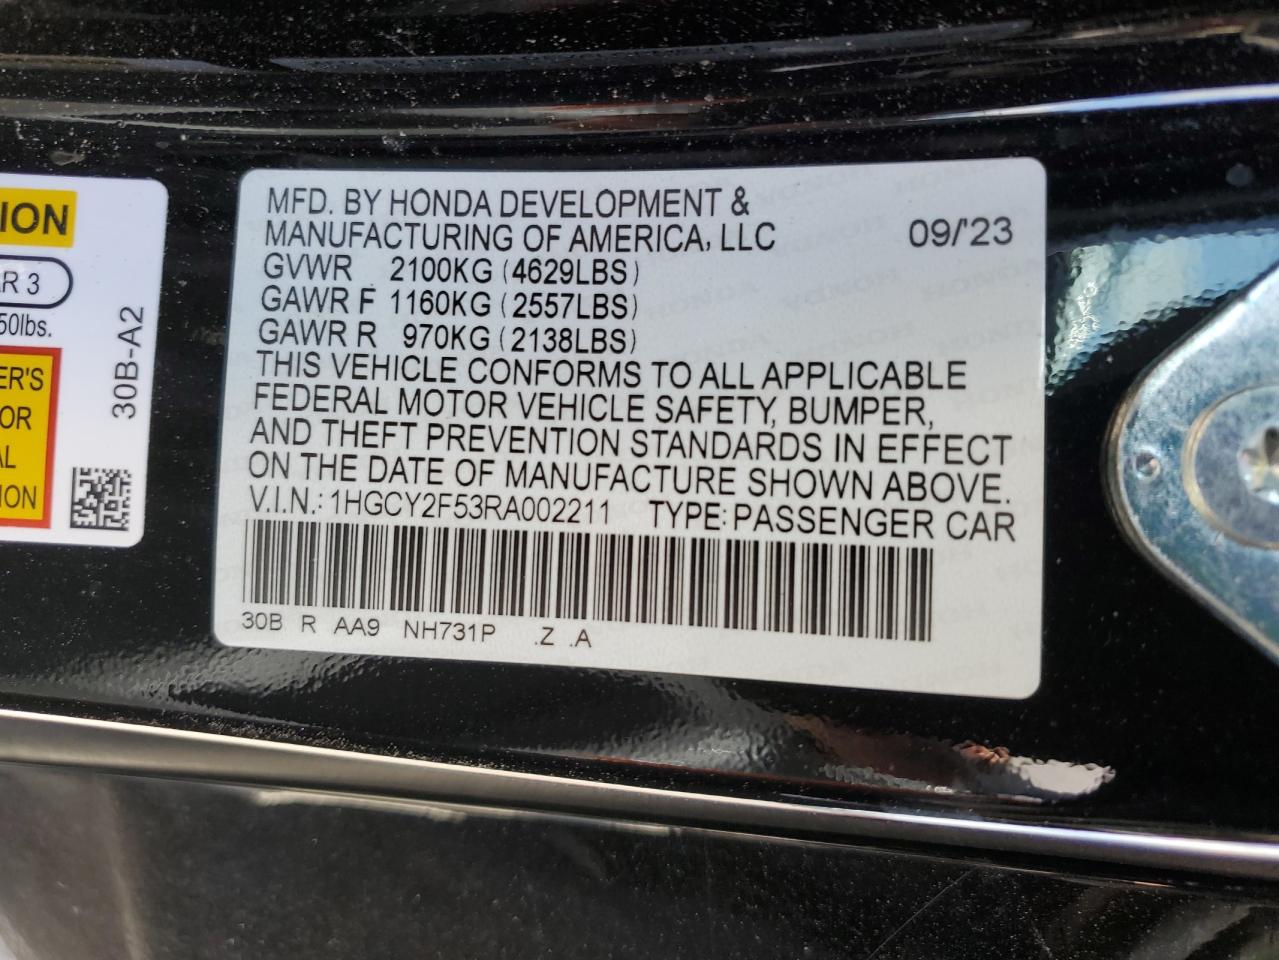 MFD. BY HONDA DEVELOPMENT &
MANUFACTURING OF AMERICA, LLC 09/'23
GVWR 2100KG (4629LBS)
GAWR F 1160KG (2557LBS)
GAWR R 970KG (2138LBS)
THIS VEHICLE CONFORMS TO ALL APPLICABLE
FEDERAL MOTOR VEHICLE SAFETY, BUMPER,
AND THEFT PREVENTION STANDARDS IN EFFECT
ON THE DATE OF MANUFACTURE SHOWN ABOVE.
V.I.N.: 1HGCY2F53RA002211 TYPE: PASSENGER CAR
30B R AA9 NH731P .Z .A
ION
R 3
50lbs.
ER'S
OR
AL
ION
30B-A2